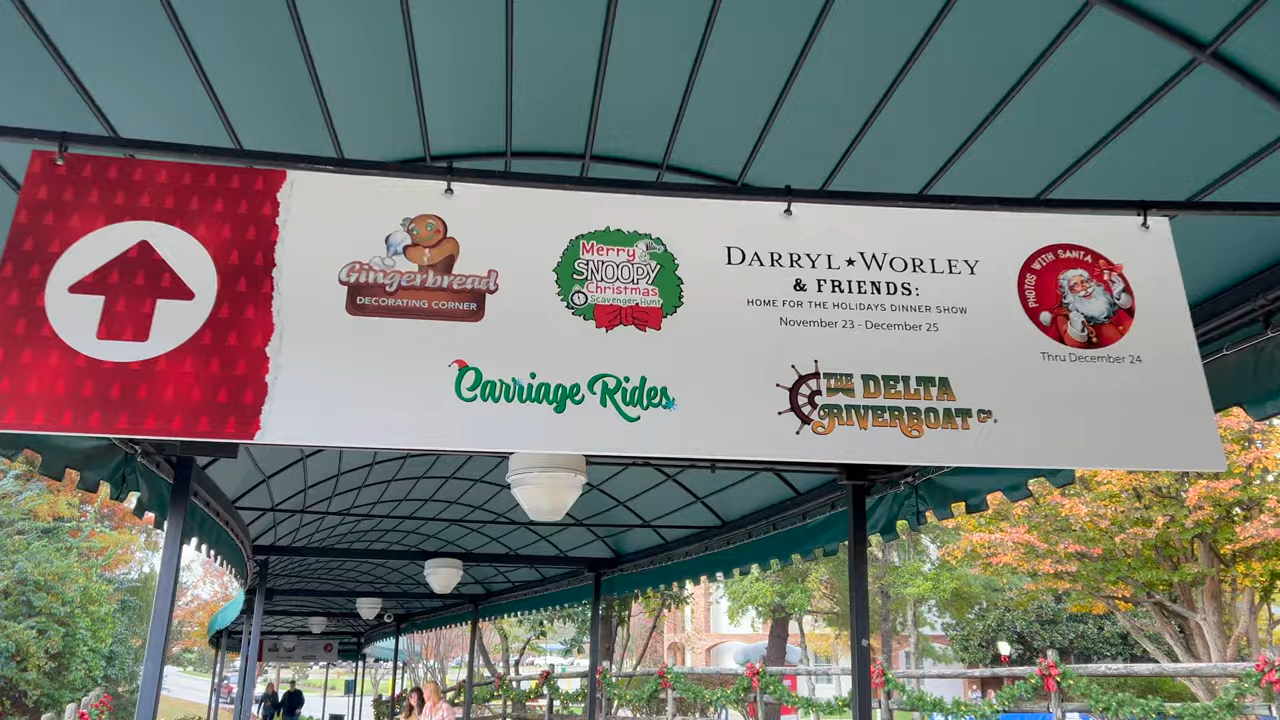 Gingerbread
DECORATING CORNER
Merry
SNOOPY
Christmas
Scavenger Hunt
DARRYL★WORLEY
& FRIENDS:
HOME FOR THE HOLIDAYS DINNER SHOW
November 23 - December 25
PHOTOS WITH SANTA
Thru December 24
Carriage Rides
THE DELTA
RIVERBOAT CO.